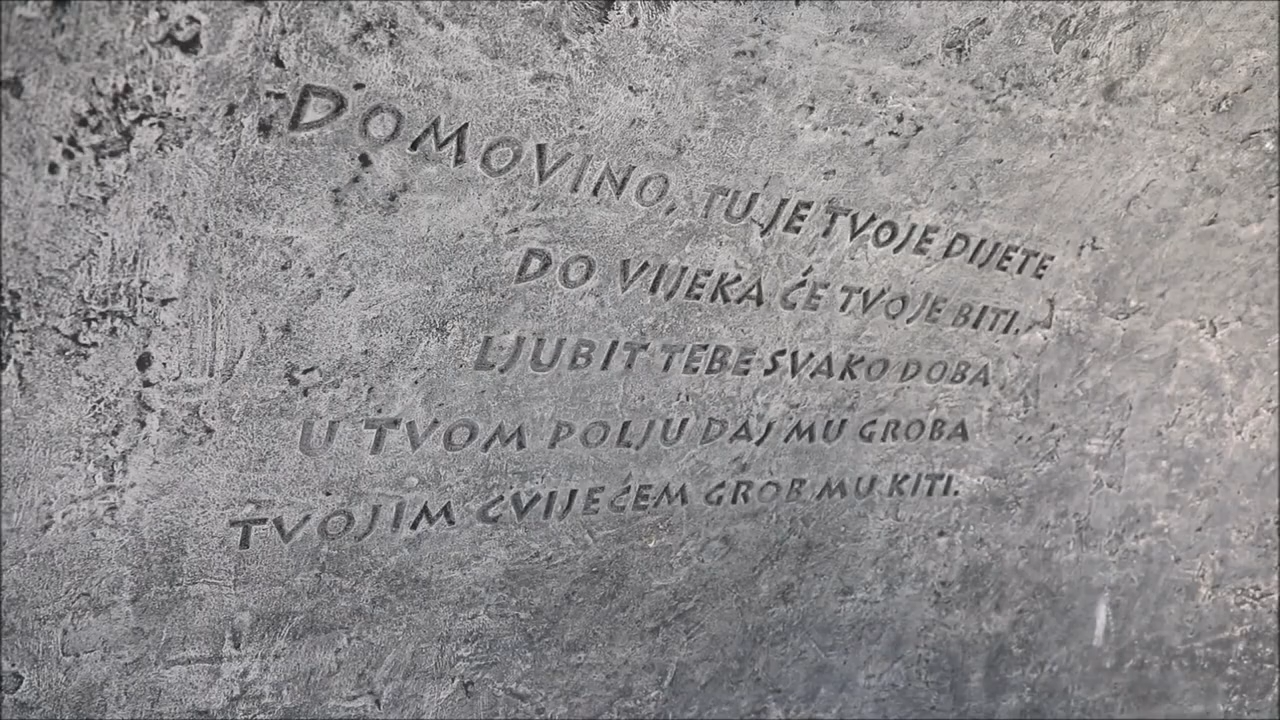 DOMOVINO, TU JE TVOJE DIJETE
DO VIJEKA ĆE TVOJE BITI.
LJUBIT TEBE SVAKO DOBA
U TVOM POLJU DAJ MU GROBA
TVOJIM CVIJEĆEM GROB MU KITI.